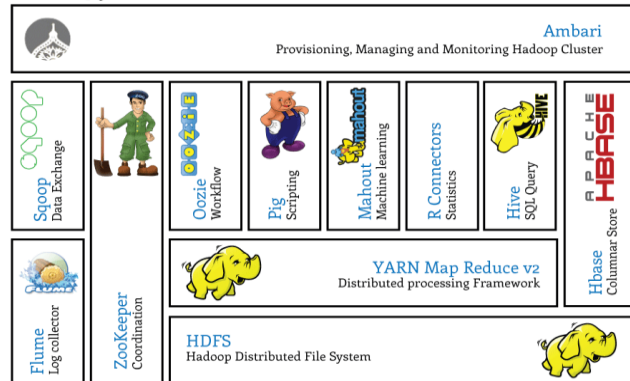 Ambari
Provisioning, Managing and Monitoring Hadoop Cluster
sqoop
Sqoop
Data Exchange
OOZIE
Oozie
Workflow
Pig
Scripting
mahout
Mahout
Machine learning
R Connectors
Statistics
HIVE
Hive
SQL Query
APACHE
HBASE
Hbase
Columnar Store
Flume
Log collector
ZooKeeper
Coordination
YARN Map Reduce v2
Distributed processing Framework
HDFS
Hadoop Distributed File System